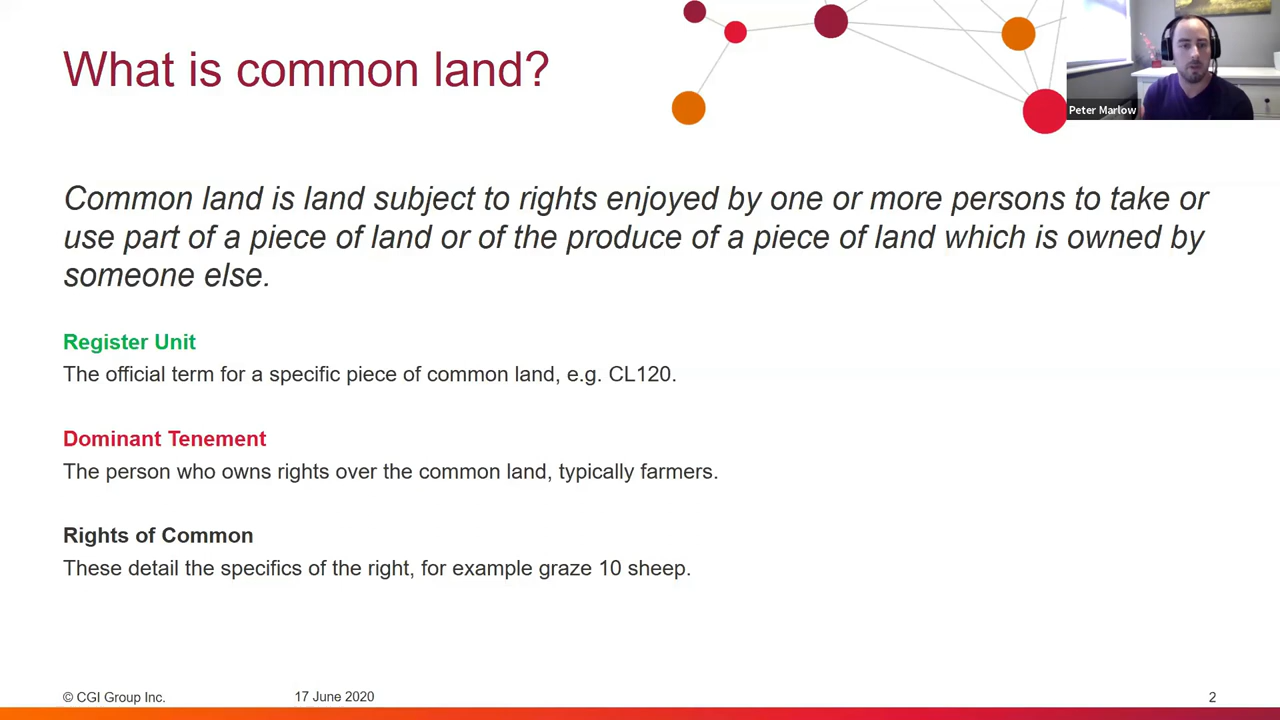 What is common land?
Peter Marlow
Common land is land subject to rights enjoyed by one or more persons to take or
use part of a piece of land or of the produce of a piece of land which is owned by
someone else.
Register Unit
The official term for a specific piece of common land, e.g. CL120.
Dominant Tenement
The person who owns rights over the common land, typically farmers.
Rights of Common
These detail the specifics of the right, for example graze 10 sheep.
© CGI Group Inc.
17 June 2020
2